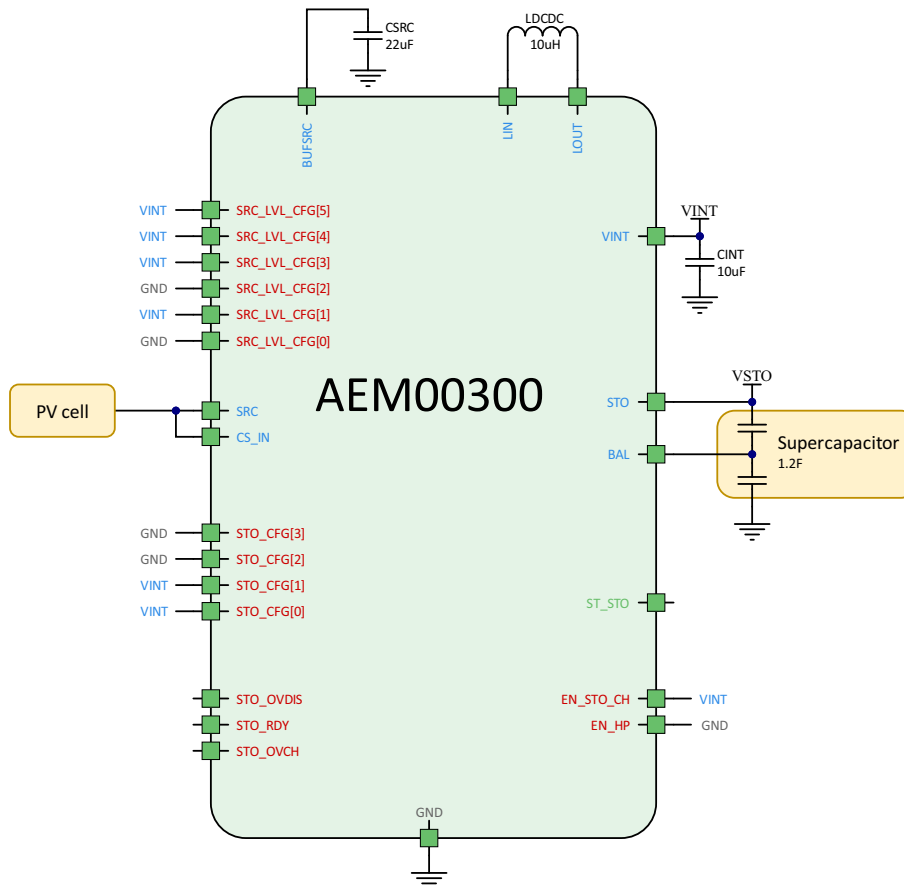 CSRC
22uF
LDCDC
10uH
BUFSRC
LIN
LOUT
VINT
SRC_LVL_CFG[5]
VINT
SRC_LVL_CFG[4]
VINT
SRC_LVL_CFG[3]
GND
SRC_LVL_CFG[2]
VINT
SRC_LVL_CFG[1]
GND
SRC_LVL_CFG[0]
VINT
VINT
CINT
10uF
AEM00300
PV cell
SRC
CS_IN
STO
VSTO
BAL
Supercapacitor
1.2F
GND
STO_CFG[3]
GND
STO_CFG[2]
VINT
STO_CFG[1]
VINT
STO_CFG[0]
ST_STO
STO_OVDIS
STO_RDY
STO_OVCH
EN_STO_CH
VINT
EN_HP
GND
GND